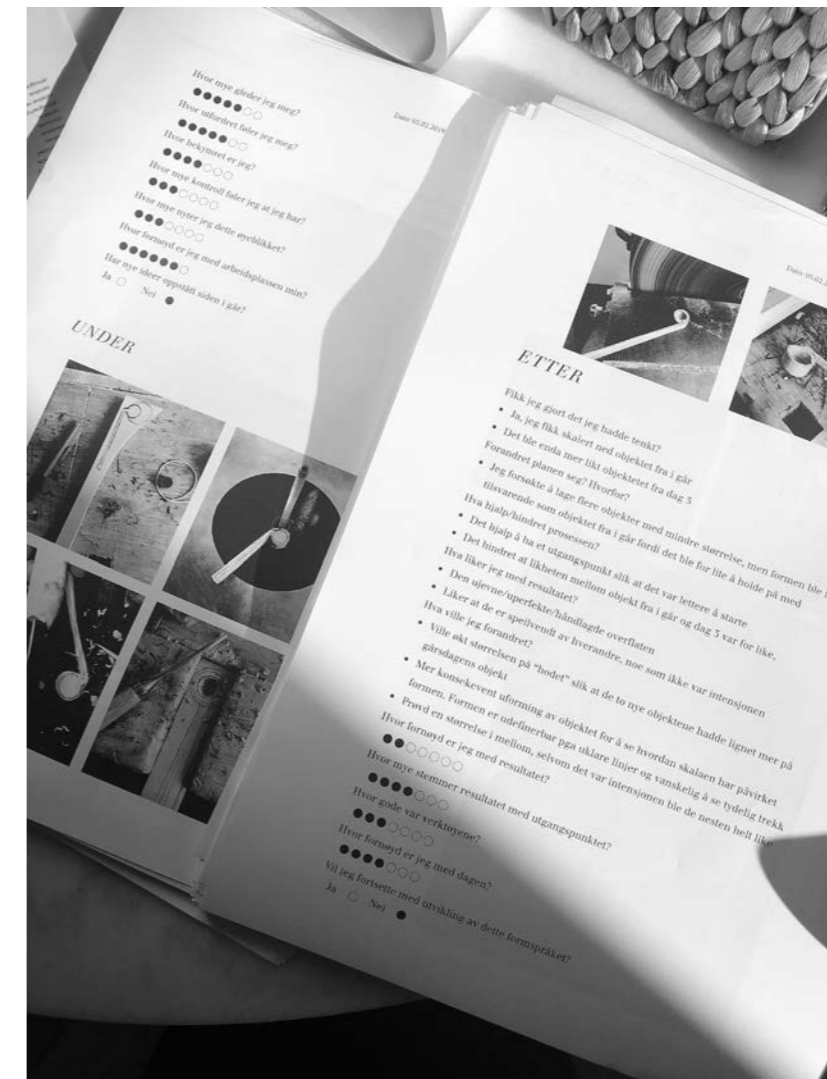 Hvor mye gleder jeg meg?
Hvor utfordret føler jeg meg?
Hvor bekymret er jeg?
Hvor mye kontroll føler jeg at jeg har?
Hvor mye nyter jeg dette øyeblikket?
Hvor fornøyd er jeg med arbeidsplassen min?
Har nye ideer oppstått siden i går?
Ja Nei
Dato: 05.02.2019
UNDER
Dato: 05.02.2
ETTER
Fikk jeg gjort det jeg hadde tenkt?
• Ja, jeg fikk skalert ned objektet fra i går
• Det ble enda mer likt objektetet fra dag 3
Forandret planen seg? Hvorfor?
• Jeg forsøkte å lage flere objekter med mindre størrelse, men formen ble
tilsvarende som objektet fra i går fordi det ble for lite å holde på med
Hva hjalp/hindret prosessen?
• Det hjalp å ha et utgangspunkt slik at det var lettere å starte
• Det hindret at likheten mellom objekt fra i går og dag 3 var for like,
Hva liker jeg med resultatet?
• Den ujevne/uperfekte/håndlagde overflaten
• Liker at de er speilvendt av hverandre, noe som ikke var intensjonen
Hva ville jeg forandret?
• Ville økt størrelsen på "hodet" slik at de to nye objektene hadde lignet mer på
gårsdagens objekt
• Mer konsekevent uforming av objektet for å se hvordan skalaen har påvirket
formen. Formen er udefinerbar pga uklare linjer og vanskelig å se tydelig trekk
• Prøvd en størrelse i mellom, selvom det var intensjonen ble de nesten helt like
Hvor fornøyd er jeg med resultatet?
Hvor mye stemmer resultatet med utgangspunktet?
Hvor gode var verktøyene?
Hvor fornøyd er jeg med dagen?
Vil jeg fortsette med utvikling av dette formspråket?
Ja Nei